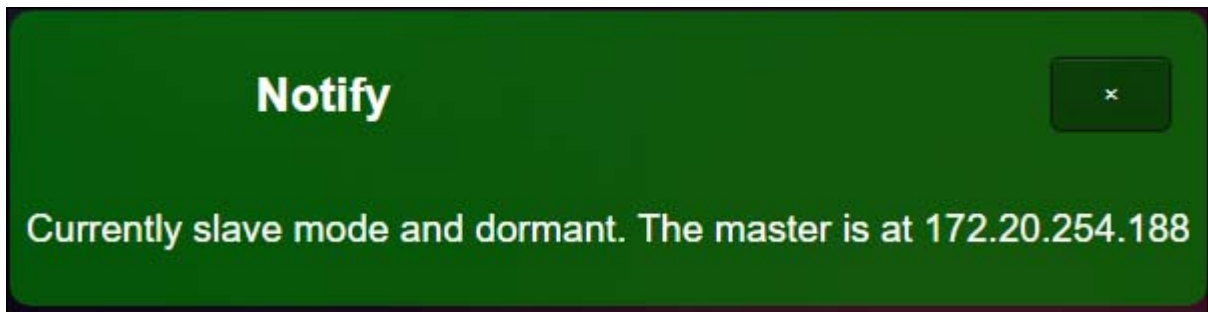 Notify
×
Currently slave mode and dormant. The master is at 172.20.254.188